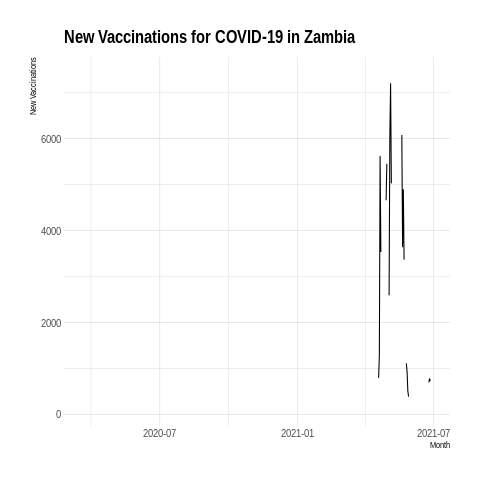 New Vaccinations for COVID-19 in Zambia
New Vaccinations
6000
4000
2000
0
2020-07
2021-01
2021-07
Month